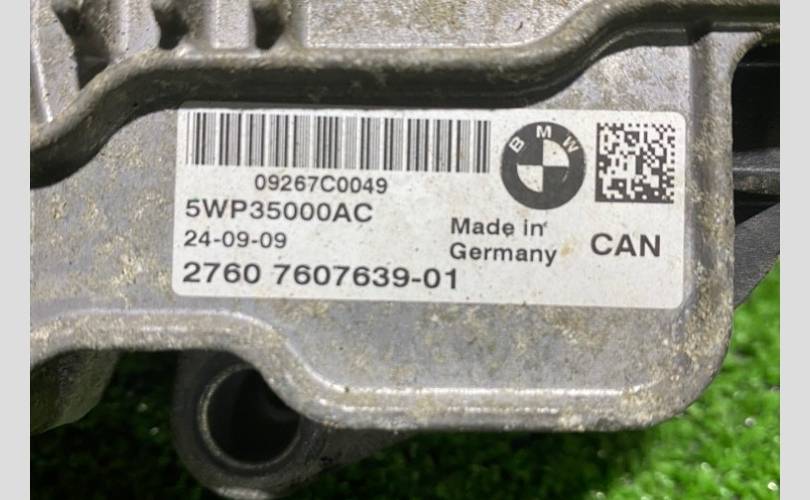 09267C0049
BMW
5WP35000AC
24-09-09
Made in
Germany
CAN
2760 7607639-01